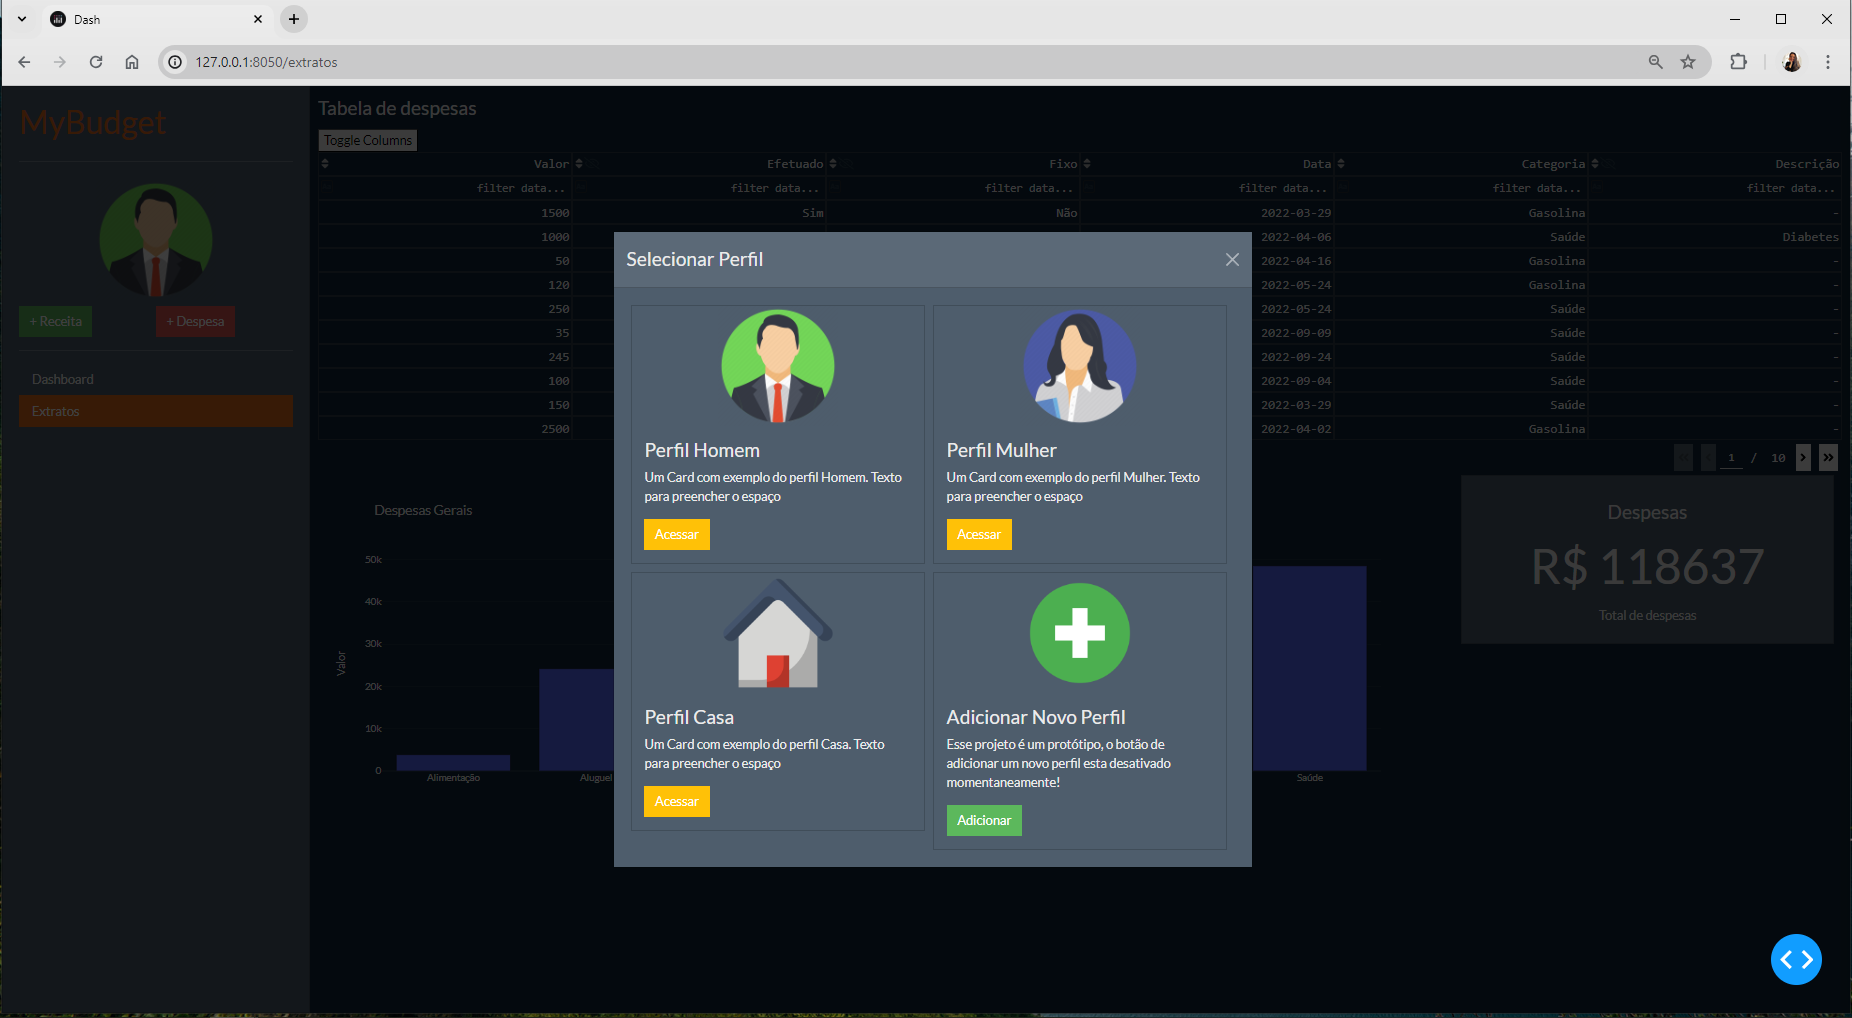 Dash
127.0.0.1:8050/extratos
MyBudget
+ Receita
+ Despesa
Dashboard
Extratos
Tabela de despesas
Toggle Columns
Valor Efetuado Fixo Data Categoria Descrição
filter data... filter data... filter data... filter data... filter data... filter data...
1500 Sim Não 2022-03-29 Gasolina -
1000 2022-04-06 Saúde Diabetes
50 2022-04-16 Gasolina -
120 2022-05-24 Gasolina -
250 2022-05-24 Saúde -
35 2022-09-09 Saúde -
245 2022-09-24 Saúde -
100 2022-09-04 Saúde -
150 2022-03-29 Saúde -
2500 2022-04-02 Gasolina -
1 / 10
Selecionar Perfil
Perfil Homem
Um Card com exemplo do perfil Homem. Texto
para preencher o espaço
Acessar
Perfil Mulher
Um Card com exemplo do perfil Mulher. Texto
para preencher o espaço
Acessar
Perfil Casa
Um Card com exemplo do perfil Casa. Texto
para preencher o espaço
Acessar
Adicionar Novo Perfil
Esse projeto é um protótipo, o botão de
adicionar um novo perfil esta desativado
momentaneamente!
Adicionar
Despesas Gerais
Valor
50k
40k
30k
20k
10k
0
Alimentação
Aluguel
Saúde
Despesas
R$ 118637
Total de despesas